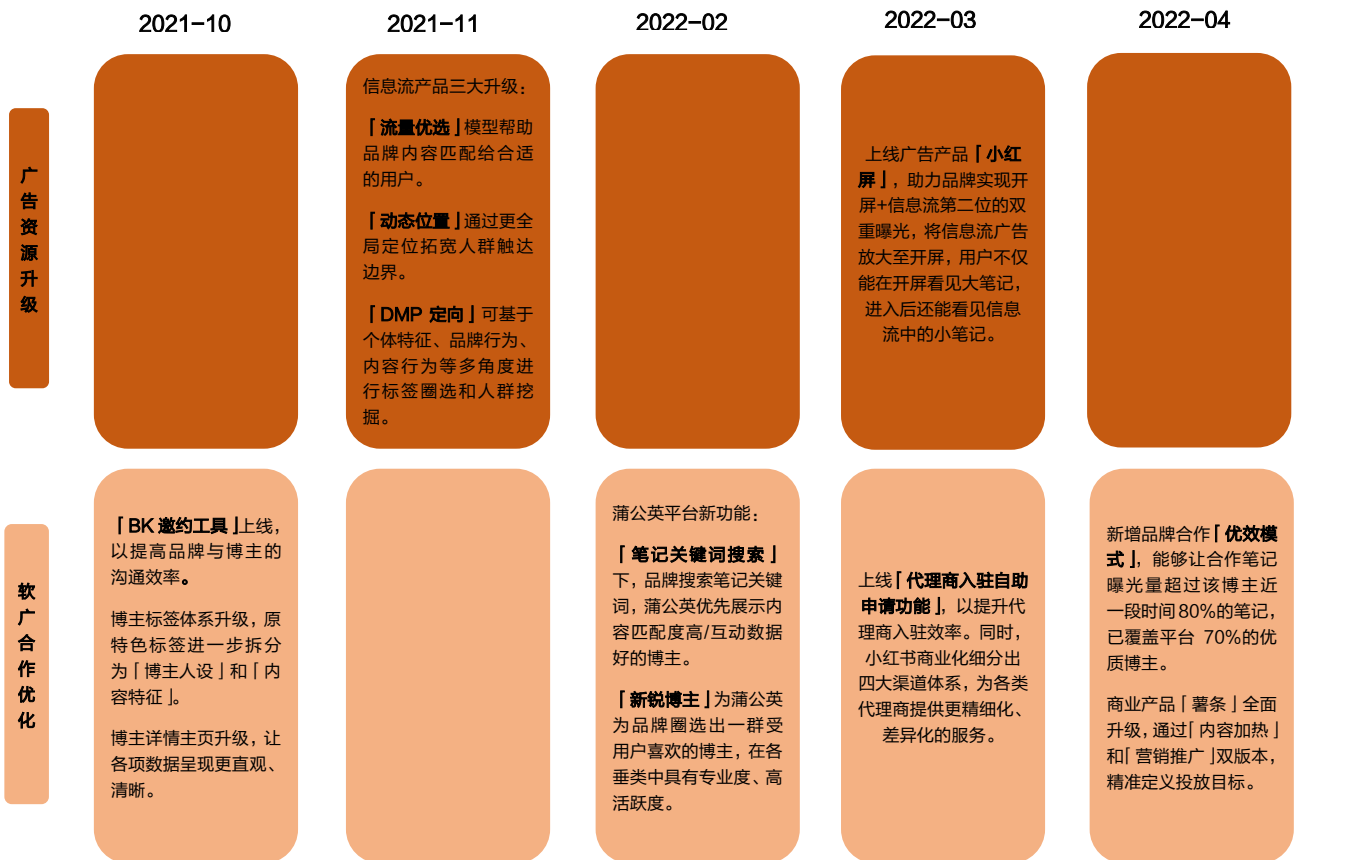 2021-10
2021-11
2022-02
2022-03
2022-04
广
告
资
源
升
级
信息流产品三大升级：
「流量优选」模型帮助
品牌内容匹配给合适
的用户。
「动态位置」通过更全
局定位拓宽人群触达
边界。
「DMP 定向」可基于
个体特征、品牌行为、
内容行为等多角度进
行标签圈选和人群挖
掘。
上线广告产品「小红
屏」，助力品牌实现开
屏+信息流第二位的双
重曝光，将信息流广告
放大至开屏，用户不仅
能在开屏看见大笔记，
进入后还能看见信息
流中的小笔记。
软
广
合
作
优
化
「BK 邀约工具」上线，
以提高品牌与博主的
沟通效率。
博主标签体系升级，原
特色标签进一步拆分
为「博主人设」和「内
容特征」。
博主详情主页升级，让
各项数据呈现更直观、
清晰。
蒲公英平台新功能：
「笔记关键词搜索」
下，品牌搜索笔记关键
词，蒲公英优先展示内
容匹配度高/互动数据
好的博主。
「新锐博主」为蒲公英
为品牌圈选出一群受
用户喜欢的博主，在各
垂类中具有专业度、高
活跃度。
上线「代理商入驻自助
申请功能」，以提升代
理商入驻效率。同时，
小红书商业化细分出
四大渠道体系，为各类
代理商提供更精细化、
差异化的服务。
新增品牌合作「优效模
式」，能够让合作笔记
曝光量超过该博主近
一段时间80%的笔记，
已覆盖平台 70%的优
质博主。
商业产品「薯条」全面
升级，通过「内容加热」
和「营销推广」双版本，
精准定义投放目标。